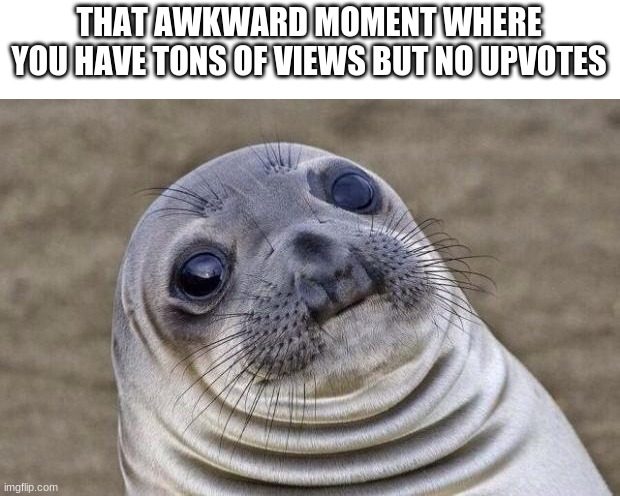 THAT AWKWARD MOMENT WHERE
YOU HAVE TONS OF VIEWS BUT NO UPVOTES
imgflip.com